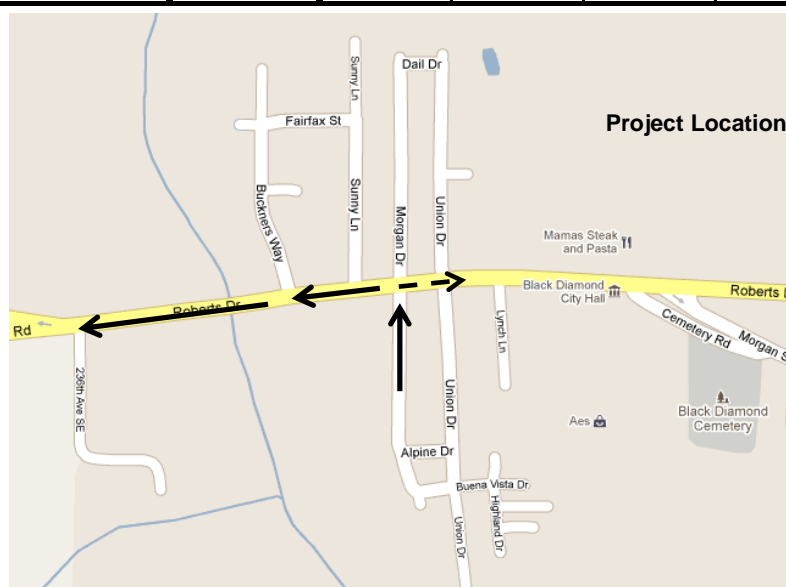 Dail Dr
Sunny Ln
Fairfax St
Project Location
Buckners Way
Sunny Ln
Morgan Dr
Union Dr
Mamas Steak
and Pasta
Black Diamond
City Hall
Roberts
Roberts Dr
Rd
Lynch Ln
Cemetery Rd
Morgan S
236th Ave SE
Union Dr
Black Diamond
Cemetery
Aes
Alpine Dr
Buena Vista Dr
Highland Dr
Union Dr